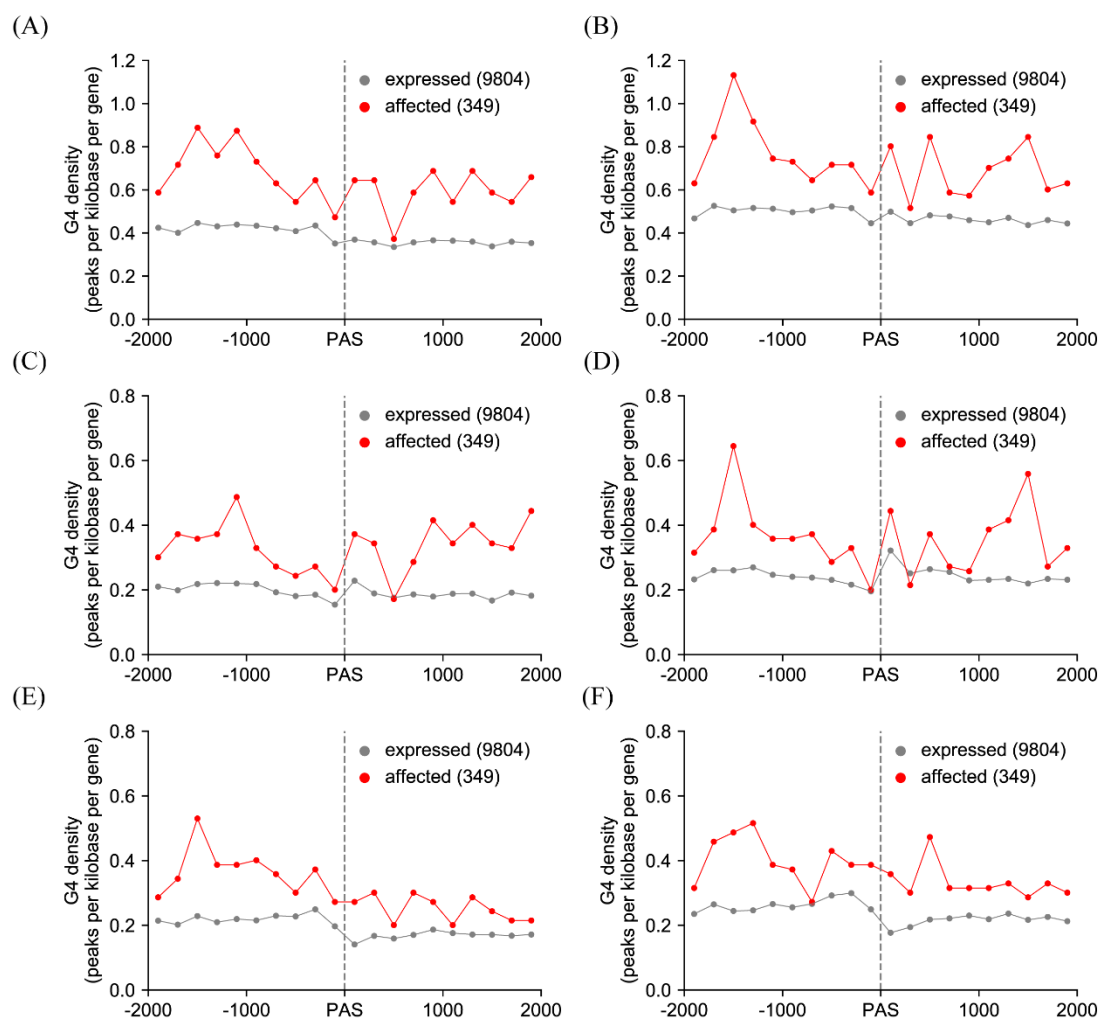 (A)
G4 density
(peaks per kilobase per gene)
1.2
1.0
0.8
0.6
0.4
0.2
0.0
expressed (9804)
affected (349)
-2000
-1000
PAS
1000
2000
(B)
G4 density
(peaks per kilobase per gene)
1.2
1.0
0.8
0.6
0.4
0.2
0.0
expressed (9804)
affected (349)
-2000
-1000
PAS
1000
2000
(C)
G4 density
(peaks per kilobase per gene)
0.8
0.6
0.4
0.2
0.0
expressed (9804)
affected (349)
-2000
-1000
PAS
1000
2000
(D)
G4 density
(peaks per kilobase per gene)
0.8
0.6
0.4
0.2
0.0
expressed (9804)
affected (349)
-2000
-1000
PAS
1000
2000
(E)
G4 density
(peaks per kilobase per gene)
0.8
0.6
0.4
0.2
0.0
expressed (9804)
affected (349)
-2000
-1000
PAS
1000
2000
(F)
G4 density
(peaks per kilobase per gene)
0.8
0.6
0.4
0.2
0.0
expressed (9804)
affected (349)
-2000
-1000
PAS
1000
2000